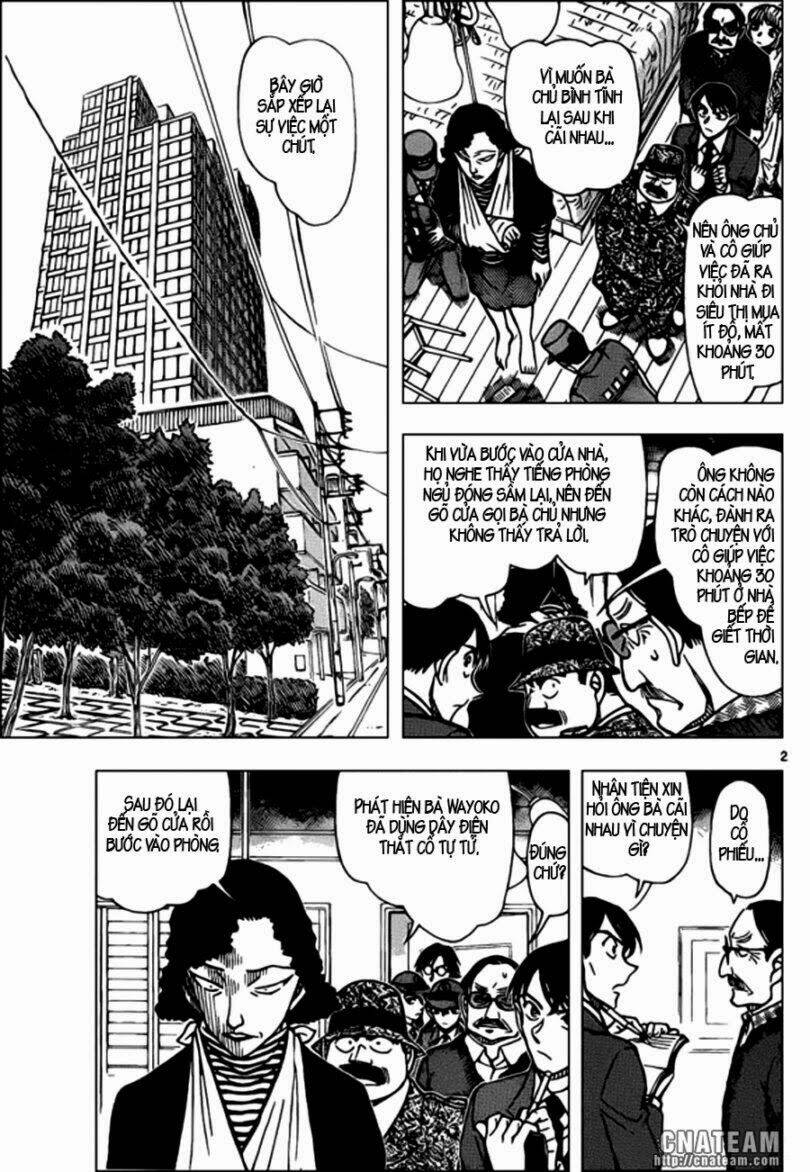 BÂY GIỜ
SẮP XẾP LẠI
SỰ VIỆC MỘT
CHÚT.
VÌ MUỐN BÀ
CHỦ BÌNH TĨNH
LẠI SAU KHI
CÃI NHAU...
NÊN ÔNG CHỦ
VÀ CÔ GIÚP
VIỆC ĐÃ RA
KHỎI NHÀ ĐI
SIÊU THỊ MUA
ÍT ĐỒ, MẤT
KHOẢNG 30
PHÚT.
KHI VỪA BƯỚC VÀO CỬA NHÀ,
HỌ NGHE THẤY TIẾNG PHÒNG
NGỦ ĐÓNG SẦM LẠI, NÊN ĐẾN
GÕ CỬA GỌI BÀ CHỦ NHƯNG
KHÔNG THẤY TRẢ LỜI.
ÔNG KHÔNG
CÒN CÁCH NÀO
KHÁC, ĐÀNH RA
TRÒ CHUYỆN VỚI
CÔ GIÚP VIỆC
KHOẢNG 30
PHÚT Ở NHÀ
BẾP ĐỂ
GIẾT THỜI
GIAN.
2
SAU ĐÓ LẠI
ĐẾN GÕ CỬA RỒI
BƯỚC VÀO PHÒNG
PHÁT HIỆN BÀ WAYOKO
ĐÃ DÙNG DÂY ĐIỆN
THẮT CỔ TỰ TỬ.
ĐÚNG
CHỨ?
NHÂN TIỆN XIN
HỎI ÔNG BÀ CÃI
NHAU VÌ CHUYỆN
GÌ?
DO
CỔ
PHIẾU...
CNATEAM
http://cnateam.com